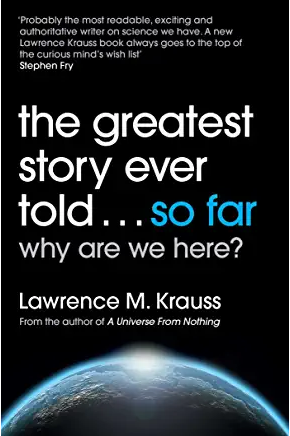 'Probably the most readable, exciting and
authoritative writer on science we have. A new
Lawrence Krauss book always goes to the top of
the curious mind's wish list'
Stephen Fry
the greatest
story ever
told... so far
why are we here?
Lawrence M. Krauss
From the author of A Universe From Nothing